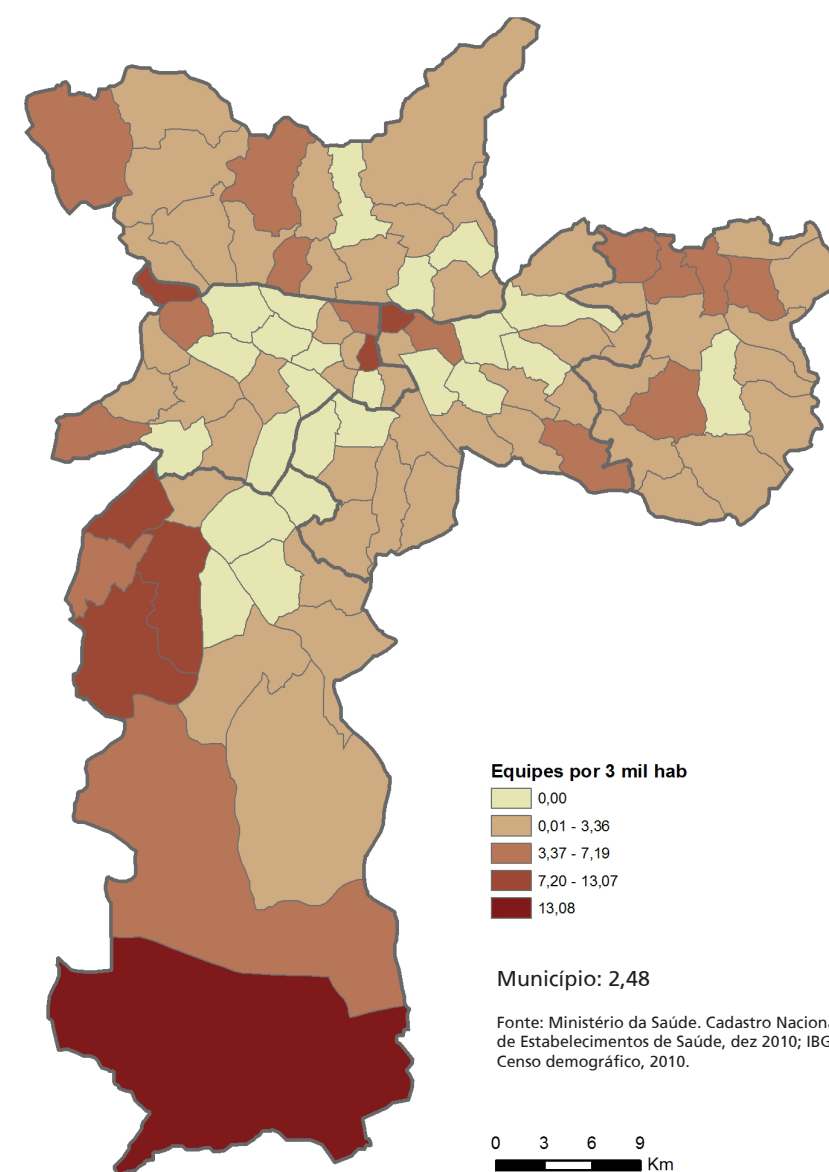 Equipes por 3 mil hab
0,00
0,01 - 3,36
3,37 - 7,19
7,20 - 13,07
13,08
Município: 2,48
Fonte: Ministério da Saúde. Cadastro Naciona
de Estabelecimentos de Saúde, dez 2010; IBG
Censo demográfico, 2010.
0 3 6 9
Km